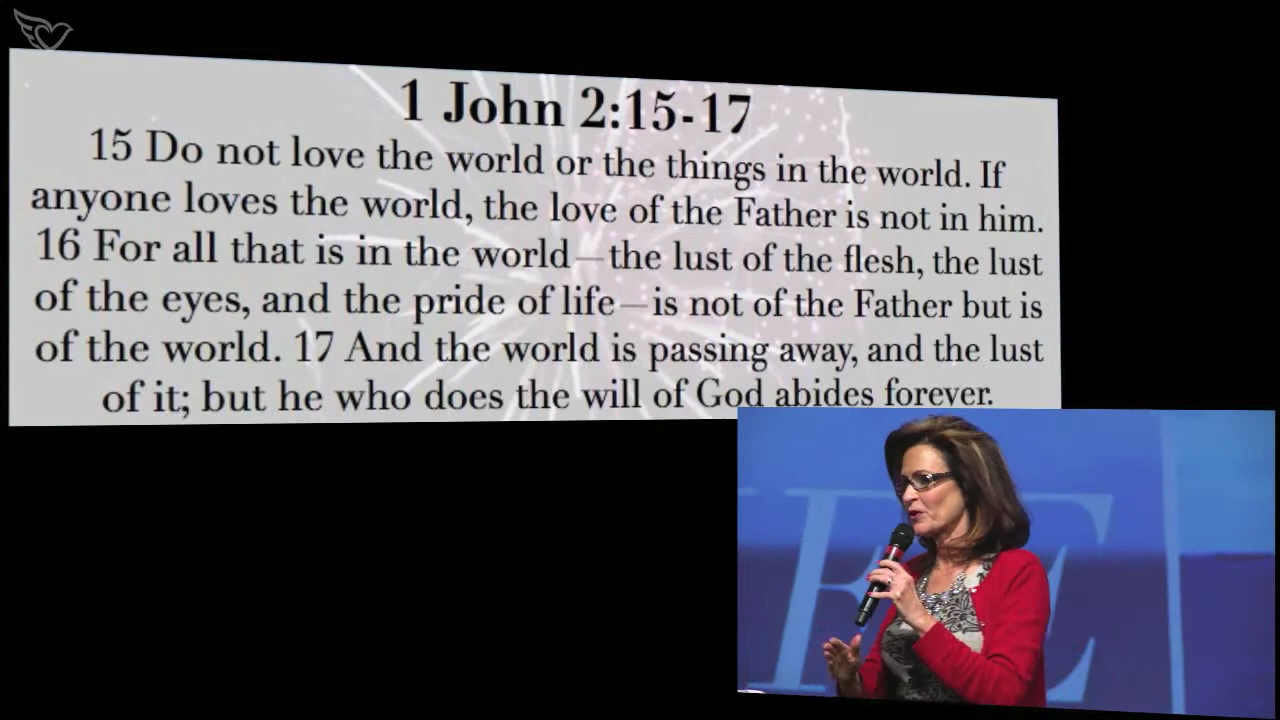 1 John 2:15-17
15 Do not love the world or the things in the world. If
anyone loves the world, the love of the Father is not in him.
16 For all that is in the world—the lust of the flesh, the lust
of the eyes, and the pride of life—is not of the Father but is
of the world. 17 And the world is passing away, and the lust
of it; but he who does the will of God abides forever.
FE